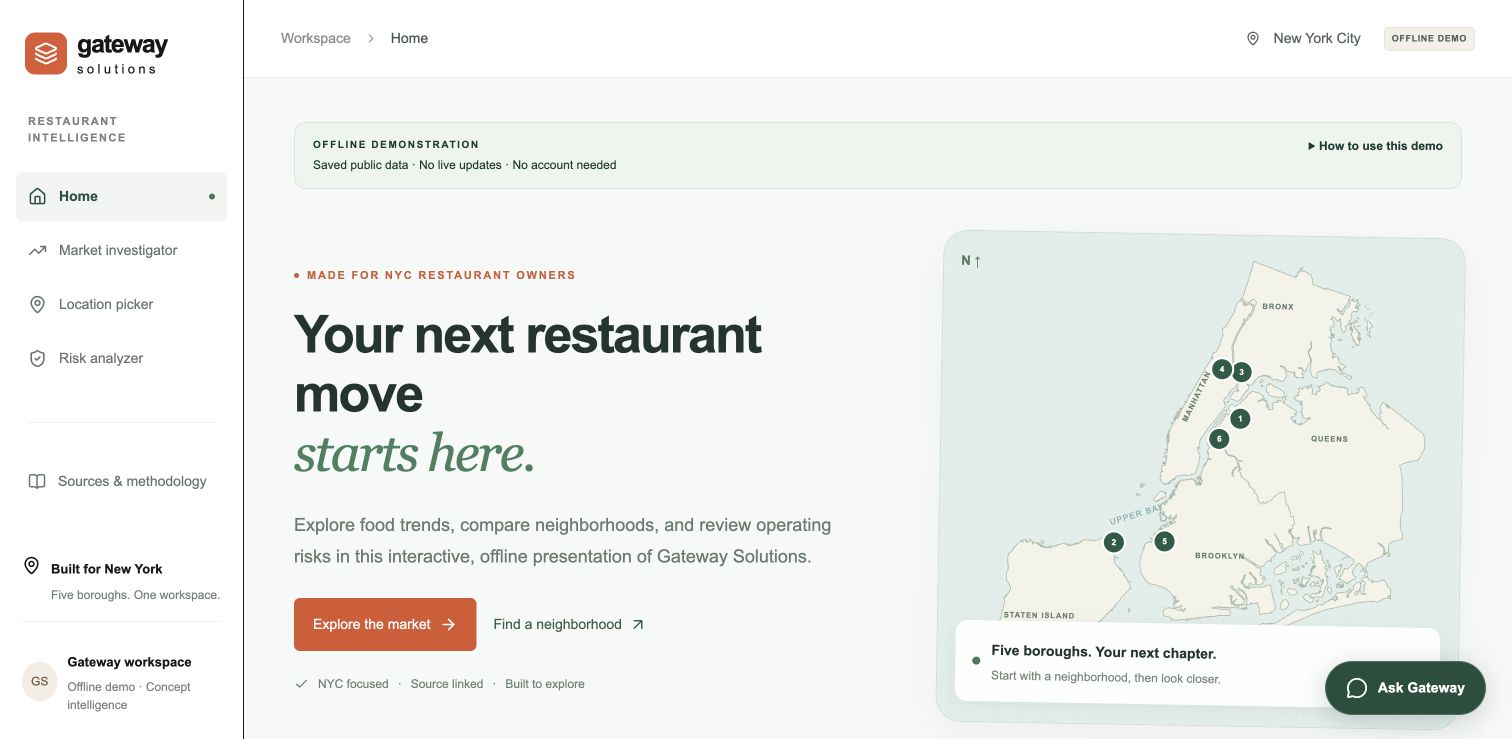 gateway
solutions
RESTAURANT
INTELLIGENCE
Home
Market investigator
Location picker
Risk analyzer
Sources & methodology
Built for New York
Five boroughs. One workspace.
GS
Gateway workspace
Offline demo · Concept
intelligence
Workspace > Home
New York City
OFFLINE DEMO
OFFLINE DEMONSTRATION
Saved public data · No live updates · No account needed
How to use this demo
MADE FOR NYC RESTAURANT OWNERS
Your next restaurant
move
starts here.
Explore food trends, compare neighborhoods, and review operating
risks in this interactive, offline presentation of Gateway Solutions.
Explore the market →
Find a neighborhood ↗
NYC focused · Source linked · Built to explore
N ↑
BRONX
4
3
MANHATTAN
1
6
QUEENS
UPPER BAY
2
5
BROOKLYN
STATEN ISLAND
Five boroughs. Your next chapter.
Start with a neighborhood, then look closer.
Ask Gateway